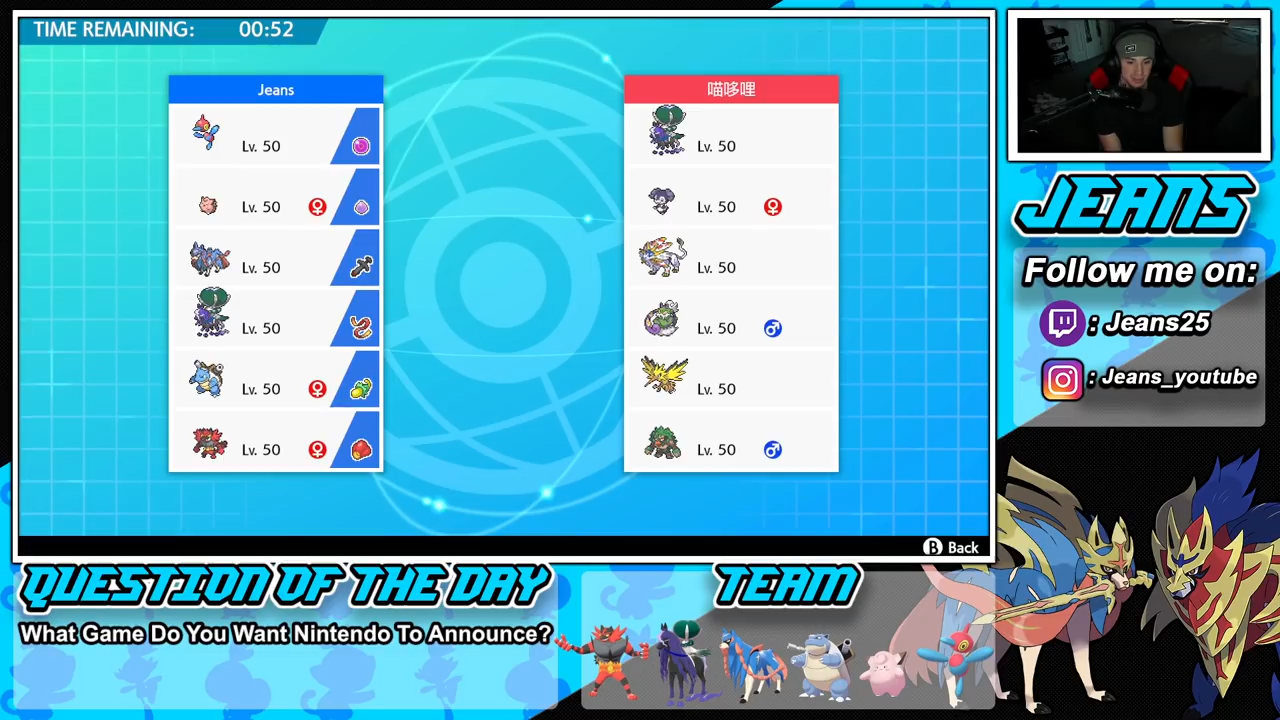 TIME REMAINING: 00:52
Jeans
Lv. 50
Lv. 50
Lv. 50
Lv. 50
Lv. 50
Lv. 50
喵哆哩
Lv. 50
Lv. 50
Lv. 50
Lv. 50
Lv. 50
Lv. 50
B Back
JEANS
Follow me on:
: Jeans25
: Jeans_youtube
QUESTION OF THE DAY
What Game Do You Want Nintendo To Announce?
TEAM